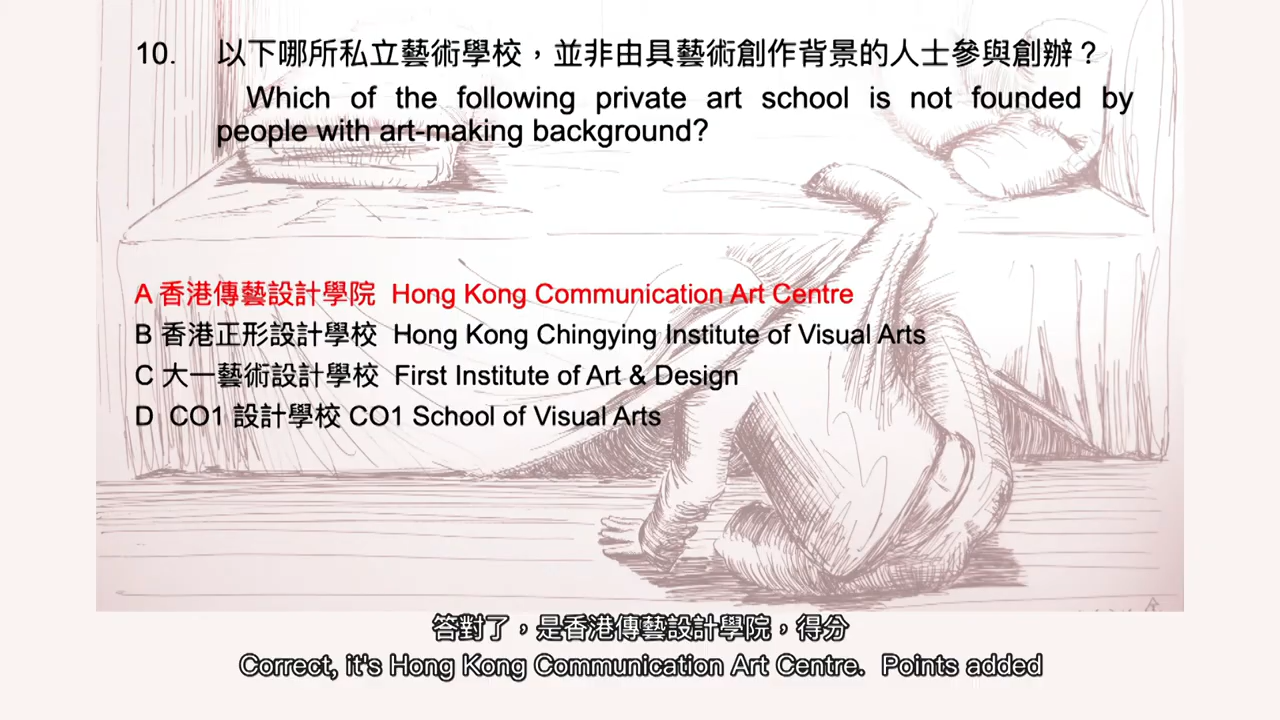 10. 以下哪所私立藝術學校，並非由具藝術創作背景的人士參與創辦？
Which of the following private art school is not founded by
people with art-making background?
A 香港傳藝設計學院 Hong Kong Communication Art Centre
B 香港正形設計學校 Hong Kong Chingying Institute of Visual Arts
C 大一藝術設計學校 First Institute of Art & Design
D CO1 設計學校 CO1 School of Visual Arts
答對了，是香港傳藝設計學院，得分
Correct, it's Hong Kong Communication Art Centre. Points added